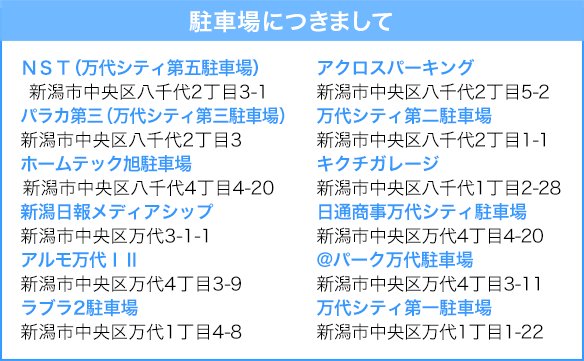 駐車場につきまして
ＮＳＴ（万代シティ第五駐車場）
新潟市中央区八千代2丁目3-1
パラカ第三（万代シティ第三駐車場）
新潟市中央区八千代2丁目3
ホームテック旭駐車場
新潟市中央区八千代4丁目4-20
新潟日報メディアシップ
新潟市中央区万代3-1-1
アルモ万代ＩＩ
新潟市中央区万代4丁目3-9
ラブラ2駐車場
新潟市中央区万代1丁目4-8
アクロスパーキング
新潟市中央区八千代2丁目5-2
万代シティ第二駐車場
新潟市中央区八千代2丁目1-1
キクチガレージ
新潟市中央区八千代1丁目2-28
日通商事万代シティ駐車場
新潟市中央区万代4丁目4-20
@パーク万代駐車場
新潟市中央区万代4丁目3-11
万代シティ第一駐車場
新潟市中央区万代1丁目1-22